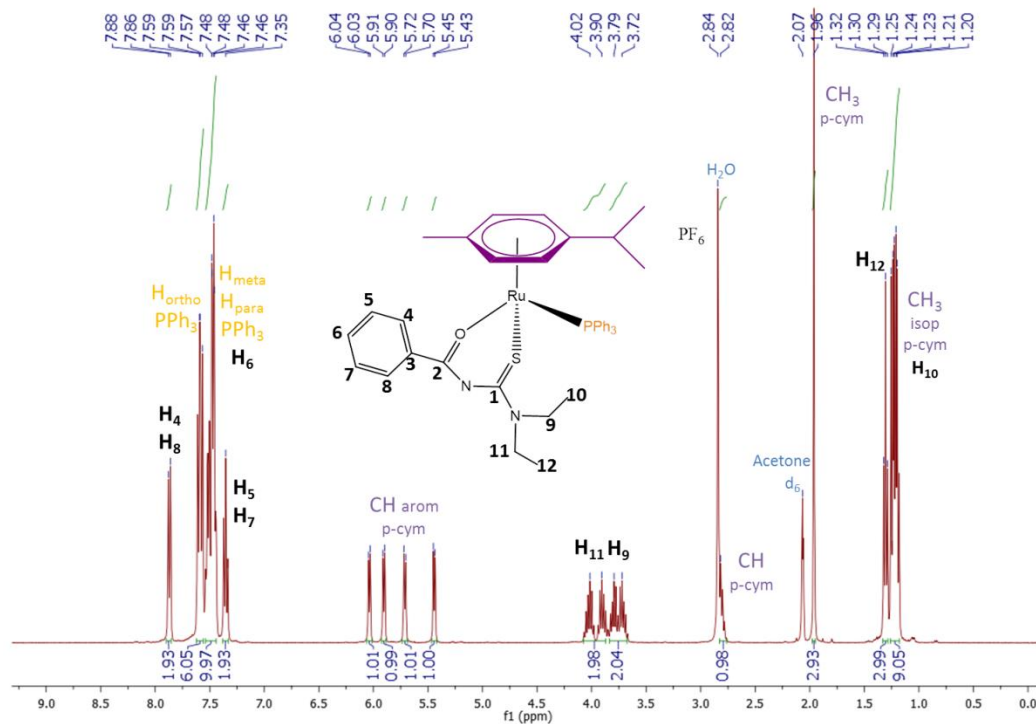 7.88
7.86
7.59
7.59
7.57
7.48
7.48
7.46
7.46
7.35
6.04
6.03
5.91
5.90
5.72
5.70
5.45
5.43
4.02
3.90
3.79
3.72
2.84
2.82
2.07
1.96
1.32
1.30
1.29
1.25
1.24
1.23
1.21
1.20
CH3
p-cym
H2O
PF6
Hortho
PPh3
Hmeta
Hpara
PPh3
H6
H4
H8
H5
H7
Ru
PPh3
O
S
N
N
5
4
6
3
7
8
2
1
10
9
11
12
CH arom
p-cym
H11
H9
CH
p-cym
Acetone
d6
H12
CH3
isop
p-cym
H10
1.93
6.05
9.97
1.95
1.01
0.99
1.01
1.00
1.98
2.04
0.98
2.93
2.99
9.05
9.0 8.5 8.0 7.5 7.0 6.5 6.0 5.5 5.0 4.5 4.0 3.5 3.0 2.5 2.0 1.5 1.0 0.5 0.0
f1 (ppm)